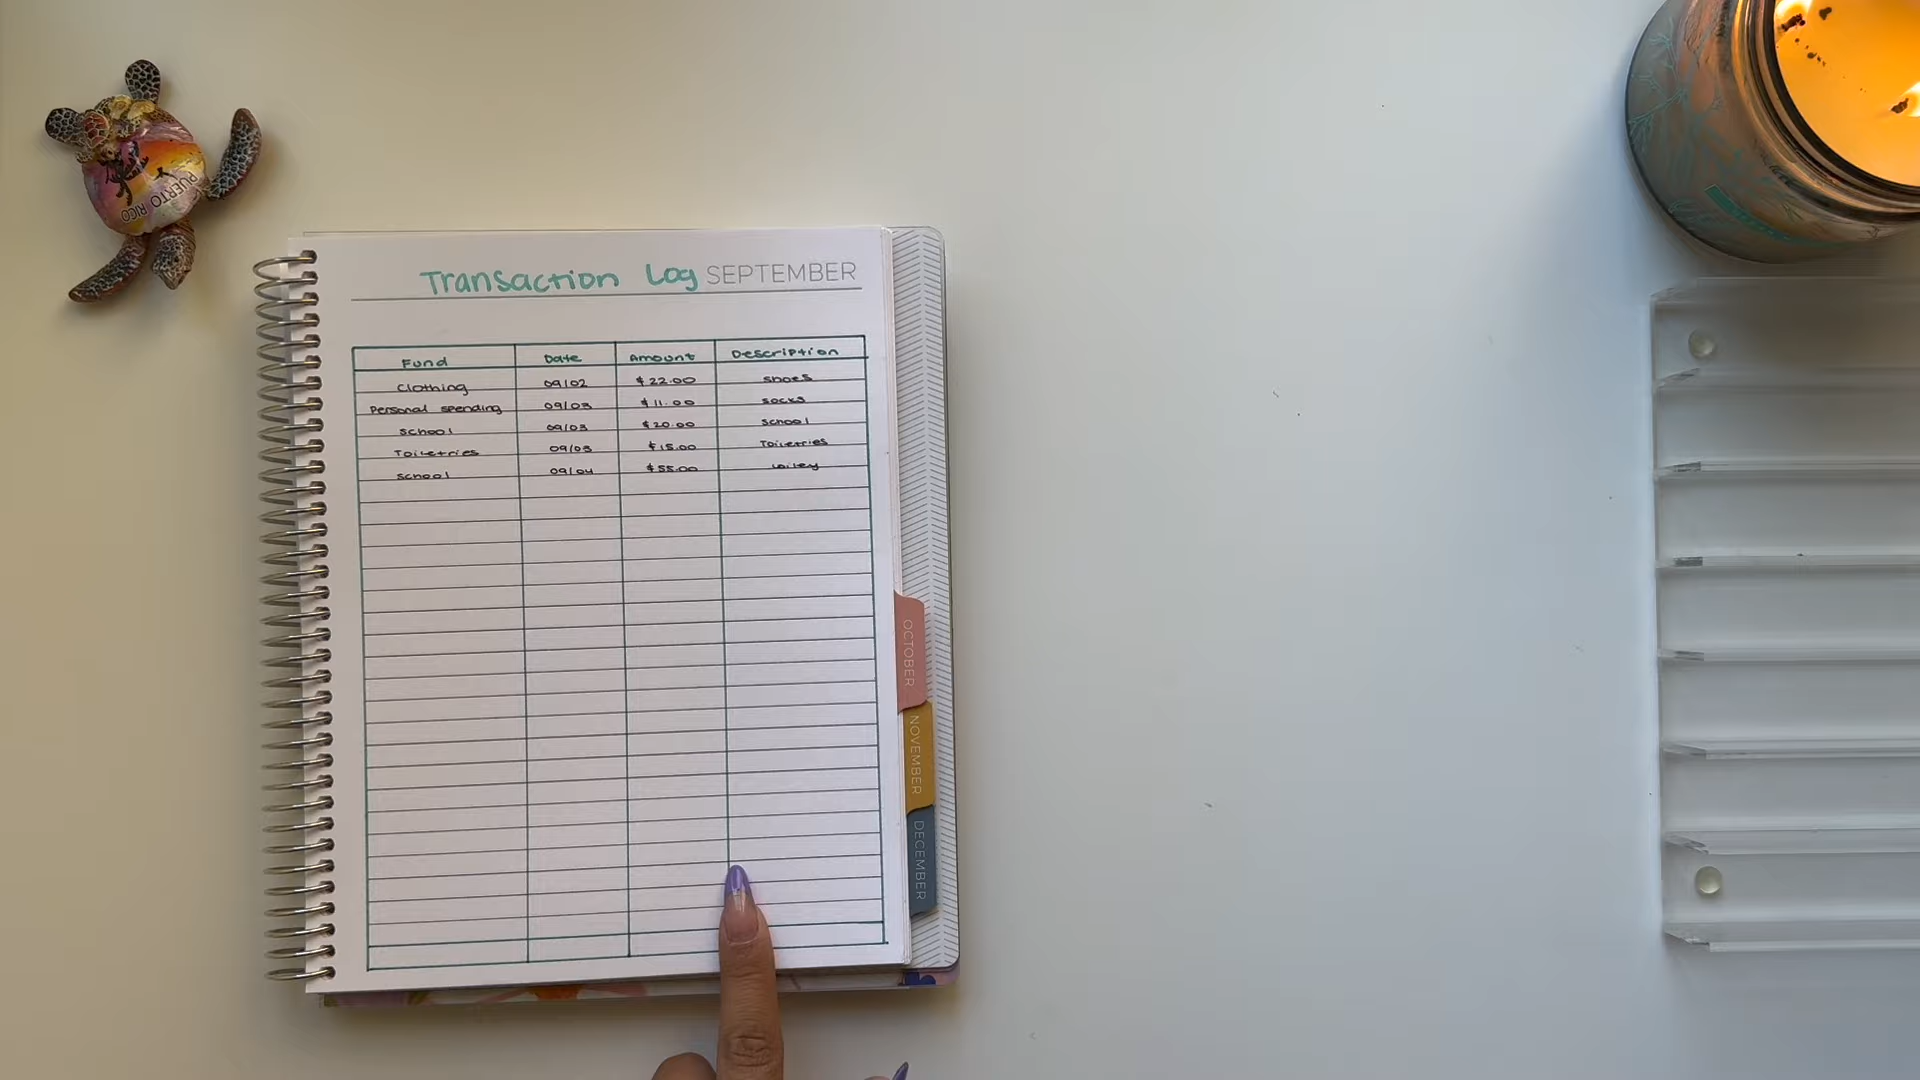 PUERTO RICO
Transaction Log SEPTEMBER
Fund Date Amount Description
Clothing 09/02 $22.00 shoes
Personal spending 09/03 $11.00 socks
school 09/03 $20.00 school
Toiletries 09/03 $15.00 Toiletries
school 09/04 $55.00
OCTOBER
NOVEMBER
DECEMBER